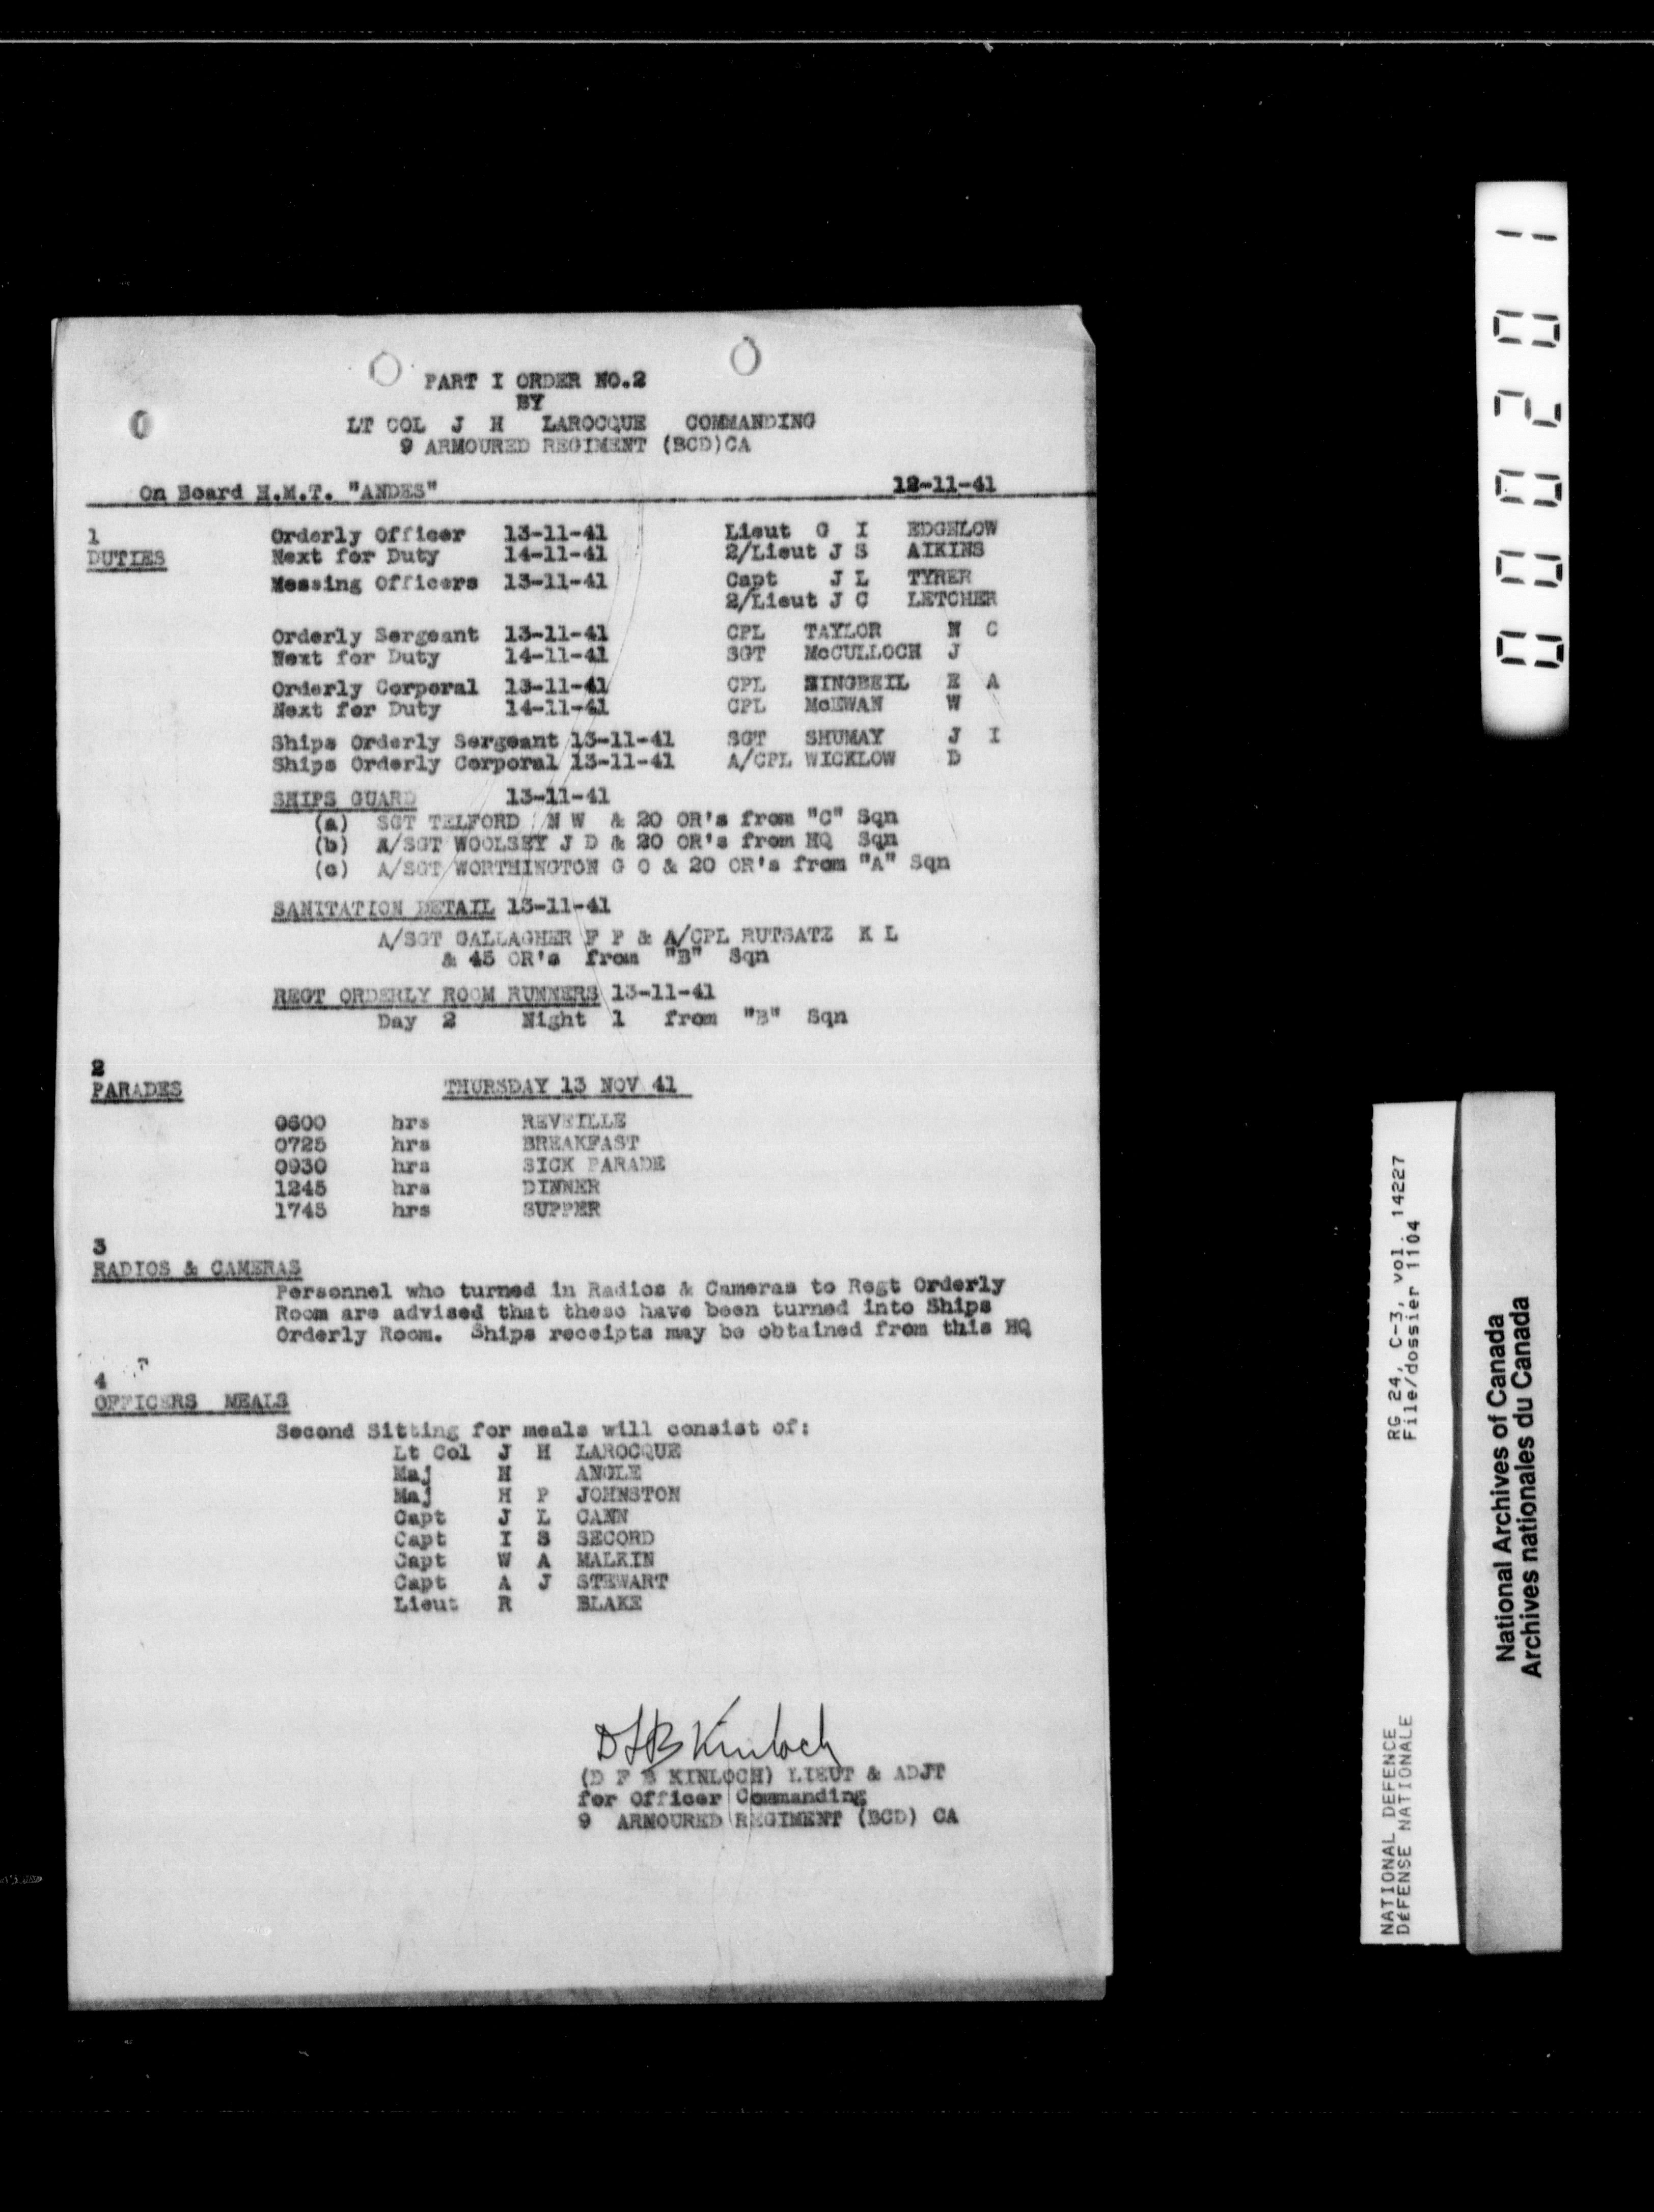 PART I ORDER NO.2
BY
LT COL J H LAROCQUE COMMANDING
9 ARMOURED REGIMENT (BCD)CA
On Board H.M.T. "ANDES" 12-11-41
1 Orderly Officer 13-11-41 Lieut G I EDGELOW
DUTIES Next for Duty 14-11-41 2/Lieut J S AIKINS
Messing Officers 13-11-41 Capt J L TYRER
2/Lieut J C LETCHER
Orderly Sergeant 13-11-41 CPL TAYLOR N C
Next for Duty 14-11-41 SGT McCULLOCH J
Orderly Corporal 13-11-41 CPL NINGBEIL E A
Next for Duty 14-11-41 CPL McEWAN W
Ships Orderly Sergeant 13-11-41 SGT SHUMAY J I
Ships Orderly Corporal 13-11-41 A/CPL WICKLOW D
SHIPS GUARD 13-11-41
(a) SGT TELFORD N W & 20 OR's from "C" Sqn
(b) A/SGT WOOLSEY J D & 20 OR's from HQ Sqn
(c) A/SGT WORTHINGTON G O & 20 OR's from "A" Sqn
SANITATION DETAIL 13-11-41
A/SGT GALLAGHER F P & A/CPL RUTSATZ K L
& 45 OR's from "B" Sqn
REGT ORDERLY ROOM RUNNERS 13-11-41
Day 2 Night 1 from "B" Sqn
2
PARADES THURSDAY 13 NOV 41
0600 hrs REVEILLE
0725 hrs BREAKFAST
0930 hrs SICK PARADE
1245 hrs DINNER
1745 hrs SUPPER
3
RADIOS & CAMERAS
Personnel who turned in Radios & Cameras to Regt Orderly
Room are advised that these have been turned into Ships
Orderly Room. Ships receipts may be obtained from this HQ
4
OFFICERS MEALS
Second Sitting for meals will consist of:
Lt Col J H LAROCQUE
Maj H ANGLE
Maj H P JOHNSTON
Capt J L CANN
Capt I S SECORD
Capt W A MALKIN
Capt A J STEWART
Lieut R BLAKE
DFB Kinloch
(D F B KINLOCH) LIEUT & ADJT
for Officer Commanding
9 ARMOURED REGIMENT (BCD) CA
000201
RG 24, C-3, vol. 14227
File/dossier 1104
NATIONAL DEFENCE
DéFENSE NATIONALE
National Archives of Canada
Archives nationales du Canada